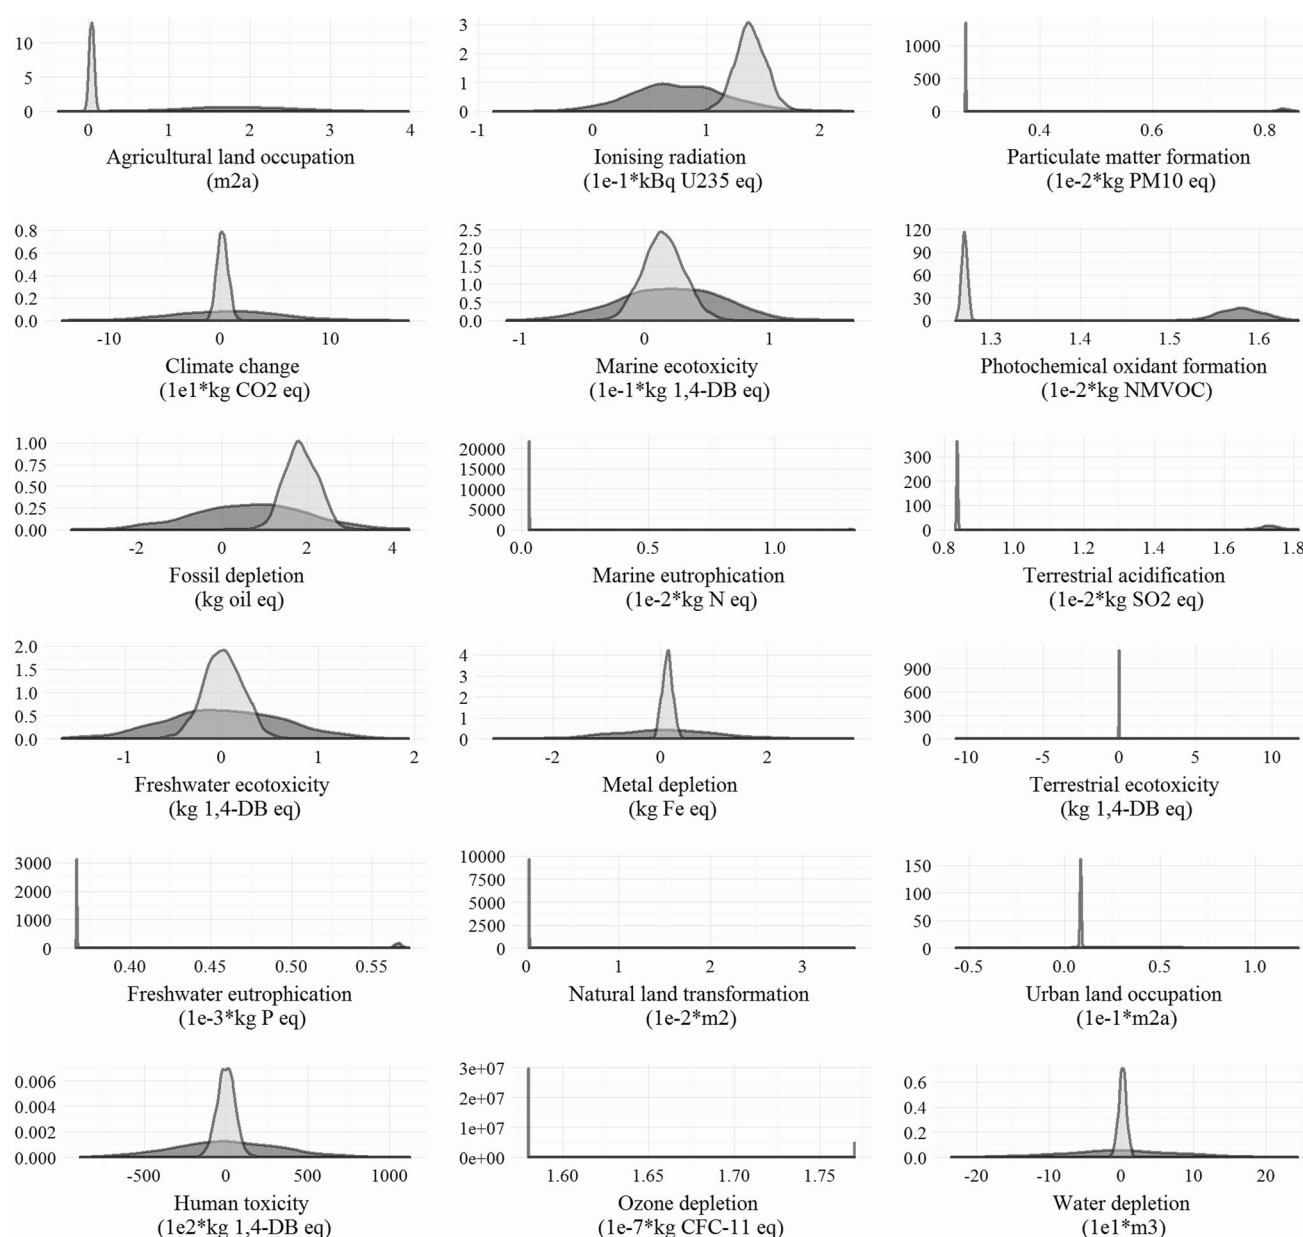 10
5
0
0 1 2 3 4
Agricultural land occupation
(m2a)
3
2
1
0
-1 0 1 2
Ionising radiation
(1e-1*kBq U235 eq)
1000
500
0
0.4 0.6 0.8
Particulate matter formation
(1e-2*kg PM10 eq)
0.8
0.6
0.4
0.2
0.0
-10 0 10
Climate change
(1e1*kg CO2 eq)
2.5
2.0
1.5
1.0
0.5
0.0
-1 0 1
Marine ecotoxicity
(1e-1*kg 1,4-DB eq)
120
90
60
30
0
1.3 1.4 1.5 1.6
Photochemical oxidant formation
(1e-2*kg NMVOC)
1.00
0.75
0.50
0.25
0.00
-2 0 2 4
Fossil depletion
(kg oil eq)
20000
15000
10000
5000
0
0.0 0.5 1.0
Marine eutrophication
(1e-2*kg N eq)
300
200
100
0
0.8 1.0 1.2 1.4 1.6 1.8
Terrestrial acidification
(1e-2*kg SO2 eq)
2.0
1.5
1.0
0.5
0.0
-1 0 1 2
Freshwater ecotoxicity
(kg 1,4-DB eq)
4
3
2
1
0
-2 0 2
Metal depletion
(kg Fe eq)
900
600
300
0
-10 -5 0 5 10
Terrestrial ecotoxicity
(kg 1,4-DB eq)
3000
2000
1000
0
0.40 0.45 0.50 0.55
Freshwater eutrophication
(1e-3*kg P eq)
10000
7500
5000
2500
0
0 1 2 3
Natural land transformation
(1e-2*m2)
150
100
50
0
-0.5 0.0 0.5 1.0
Urban land occupation
(1e-1*m2a)
0.006
0.004
0.002
0.000
-500 0 500 1000
Human toxicity
(1e2*kg 1,4-DB eq)
3e+07
2e+07
1e+07
0e+00
1.60 1.65 1.70 1.75
Ozone depletion
(1e-7*kg CFC-11 eq)
0.6
0.4
0.2
0.0
-20 -10 0 10 20
Water depletion
(1e1*m3)